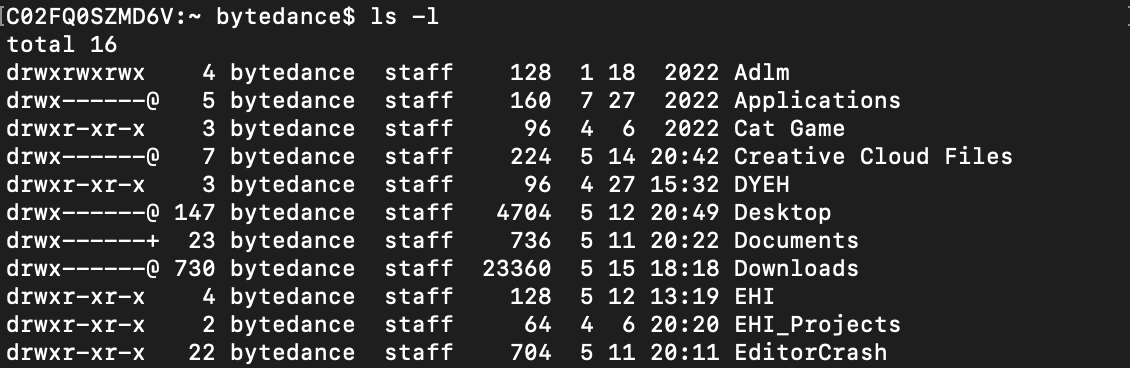 C02FQ0SZMD6V:~ bytedance$ ls -l
total 16
drwxrwxrwx    4 bytedance  staff    128  1 18  2022 Adlm
drwx------@   5 bytedance  staff    160  7 27  2022 Applications
drwxr-xr-x    3 bytedance  staff     96  4  6  2022 Cat Game
drwx------@   7 bytedance  staff    224  5 14 20:42 Creative Cloud Files
drwxr-xr-x    3 bytedance  staff     96  4 27 15:32 DYEH
drwx------@ 147 bytedance  staff   4704  5 12 20:49 Desktop
drwx------+  23 bytedance  staff    736  5 11 20:22 Documents
drwx------@ 730 bytedance  staff  23360  5 15 18:18 Downloads
drwxr-xr-x    4 bytedance  staff    128  5 12 13:19 EHI
drwxr-xr-x    2 bytedance  staff     64  4  6 20:20 EHI_Projects
drwxr-xr-x   22 bytedance  staff    704  5 11 20:11 EditorCrash